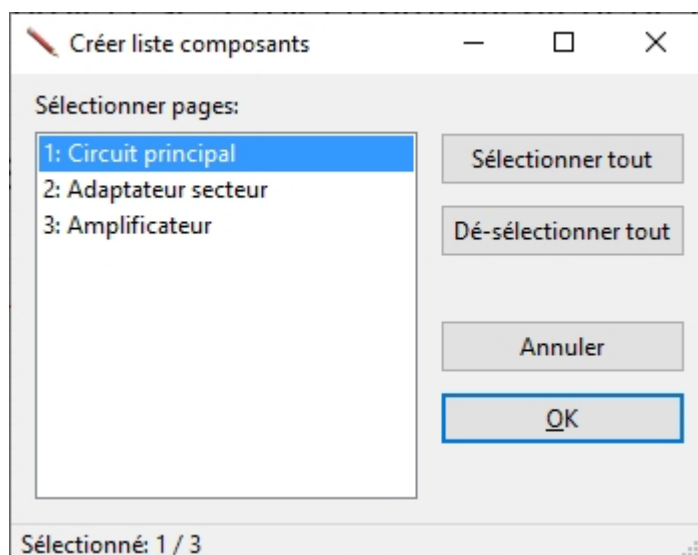 Créer liste composants
Sélectionner pages:
1: Circuit principal
2: Adaptateur secteur
3: Amplificateur
Sélectionner tout
Dé-sélectionner tout
Annuler
OK
Sélectionné: 1 / 3